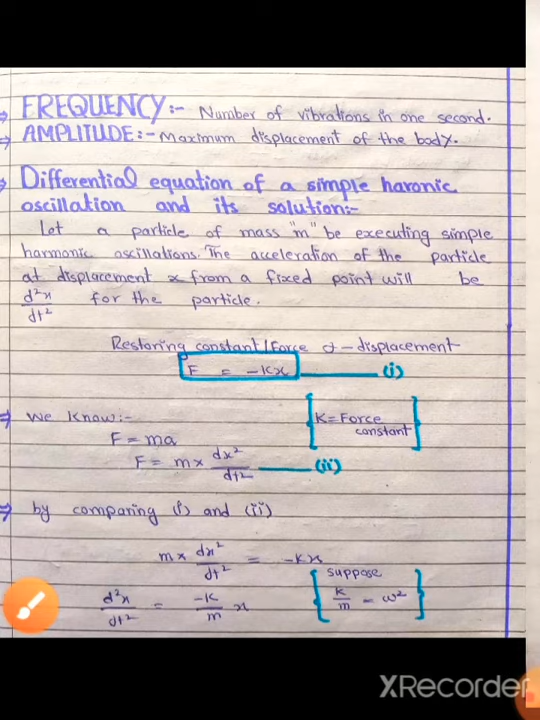 FREQUENCY:- Number of vibrations in one second.
AMPLITUDE:- Maximum displacement of the body.
Differential equation of a simple haronic
oscillation and its solution:-
Let a particle of mass "m" be executing simple
harmonic oscillations. The acceleration of the particle
at displacement x from a fixed point will be
d²x/dt² for the particle.
Restoring constant/Force α - displacement
F = -Kx (i)
We know:-
[K = Force constant]
F = ma
F = m x dx²/dt² (ii)
by comparing (i) and (ii)
m x dx²/dt² = -Kx
d²x/dt² = -K/m x
[suppose K/m = ω²]
XRecorder